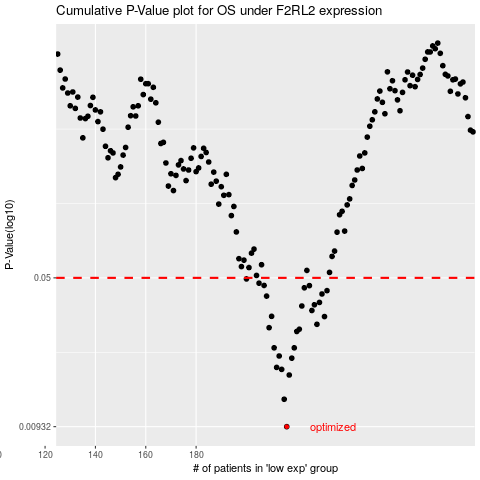 Cumulative P-Value plot for OS under F2RL2 expression
P-Value(log10)
0.05
0.00932
optimized
0 120 140 160 180
# of patients in 'low exp' group